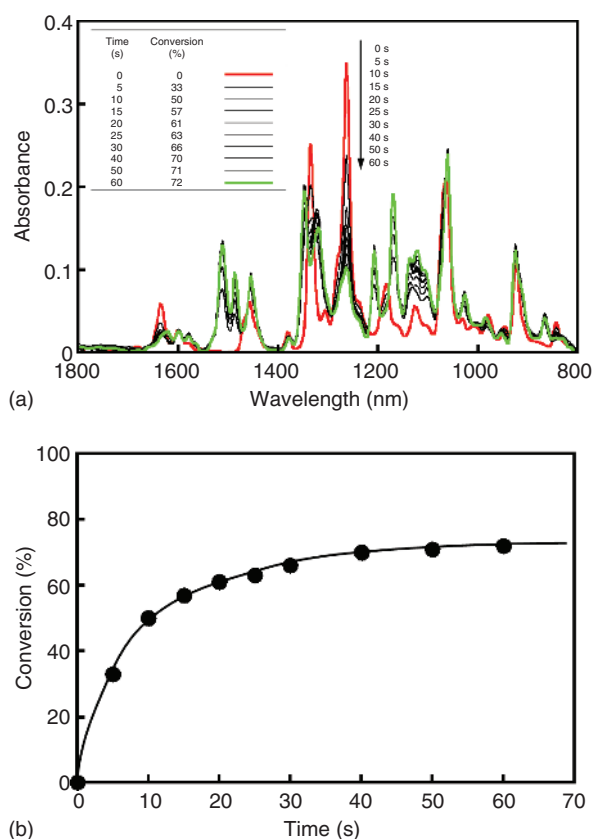 0.4
0.3
0.2
0.1
0
Absorbance
Time Conversion
(s) (%)
0 0
5 33
10 50
15 57
20 61
25 63
30 66
40 70
50 71
60 72
0 s
5 s
10 s
15 s
20 s
25 s
30 s
40 s
50 s
60 s
1800 1600 1400 1200 1000 800
(a) Wavelength (nm)
100
80
60
40
20
0
Conversion (%)
0 10 20 30 40 50 60 70
(b) Time (s)